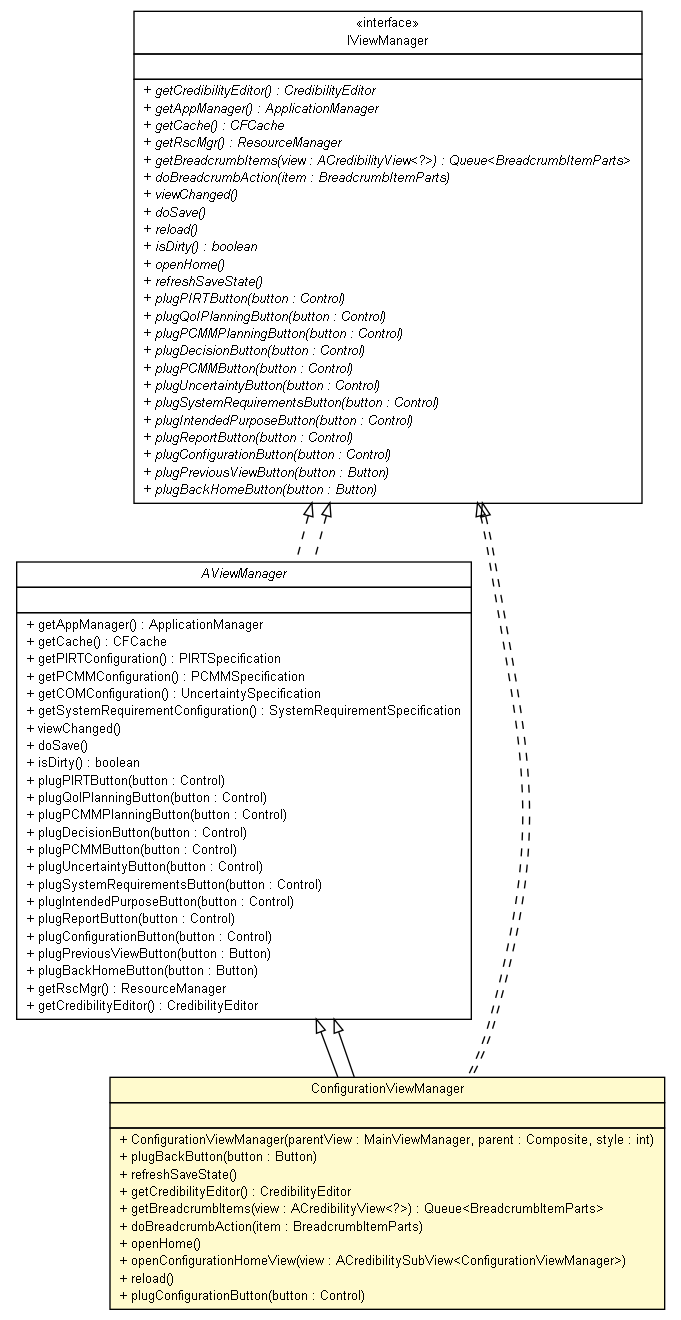 «interface»
IViewManager
+ getCredibilityEditor() : CredibilityEditor
+ getAppManager() : ApplicationManager
+ getCache() : CFCache
+ getRscMgr() : ResourceManager
+ getBreadcrumbItems(view : ACredibilityView<?>) : Queue<BreadcrumbItemParts>
+ doBreadcrumbAction(item : BreadcrumbItemParts)
+ viewChanged()
+ doSave()
+ reload()
+ isDirty() : boolean
+ openHome()
+ refreshSaveState()
+ plugPIRTButton(button : Control)
+ plugQoIPlanningButton(button : Control)
+ plugPCMMPlanningButton(button : Control)
+ plugDecisionButton(button : Control)
+ plugPCMMButton(button : Control)
+ plugUncertaintyButton(button : Control)
+ plugSystemRequirementsButton(button : Control)
+ plugIntendedPurposeButton(button : Control)
+ plugReportButton(button : Control)
+ plugConfigurationButton(button : Control)
+ plugPreviousViewButton(button : Button)
+ plugBackHomeButton(button : Button)
AViewManager
+ getAppManager() : ApplicationManager
+ getCache() : CFCache
+ getPIRTConfiguration() : PIRTSpecification
+ getPCMMConfiguration() : PCMMSpecification
+ getCOMConfiguration() : UncertaintySpecification
+ getSystemRequirementConfiguration() : SystemRequirementSpecification
+ viewChanged()
+ doSave()
+ isDirty() : boolean
+ plugPIRTButton(button : Control)
+ plugQoIPlanningButton(button : Control)
+ plugPCMMPlanningButton(button : Control)
+ plugDecisionButton(button : Control)
+ plugPCMMButton(button : Control)
+ plugUncertaintyButton(button : Control)
+ plugSystemRequirementsButton(button : Control)
+ plugIntendedPurposeButton(button : Control)
+ plugReportButton(button : Control)
+ plugConfigurationButton(button : Control)
+ plugPreviousViewButton(button : Button)
+ plugBackHomeButton(button : Button)
+ getRscMgr() : ResourceManager
+ getCredibilityEditor() : CredibilityEditor
ConfigurationViewManager
+ ConfigurationViewManager(parentView : MainViewManager, parent : Composite, style : int)
+ plugBackButton(button : Button)
+ refreshSaveState()
+ getCredibilityEditor() : CredibilityEditor
+ getBreadcrumbItems(view : ACredibilityView<?>) : Queue<BreadcrumbItemParts>
+ doBreadcrumbAction(item : BreadcrumbItemParts)
+ openHome()
+ openConfigurationHomeView(view : ACredibilitySubView<ConfigurationViewManager>)
+ reload()
+ plugConfigurationButton(button : Control)